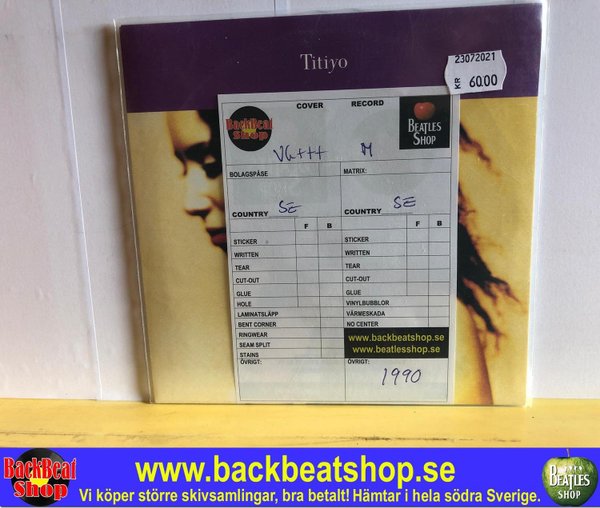 Titiyo
23072021
KR 60.00
COVER RECORD
BackBeat Shop
BEATLES SHOP
VG+++ M
BOLAGSPÅSE MATRIX:
COUNTRY SE COUNTRY SE
F B F B
STICKER STICKER
WRITTEN WRITTEN
TEAR TEAR
CUT-OUT CUT-OUT
GLUE GLUE
HOLE VINYLBUBBLOR
LAMINATSLÄPP VÄRMESKADA
BENT CORNER NO CENTER
RINGWEAR www.backbeatshop.se
SEAM SPLIT www.beatlesshop.se
STAINS
ÖVRIGT: ÖVRIGT:
1990
BackBeat Shop
www.backbeatshop.se
Vi köper större skivsamlingar, bra betalt! Hämtar i hela södra Sverige.
BEATLES SHOP